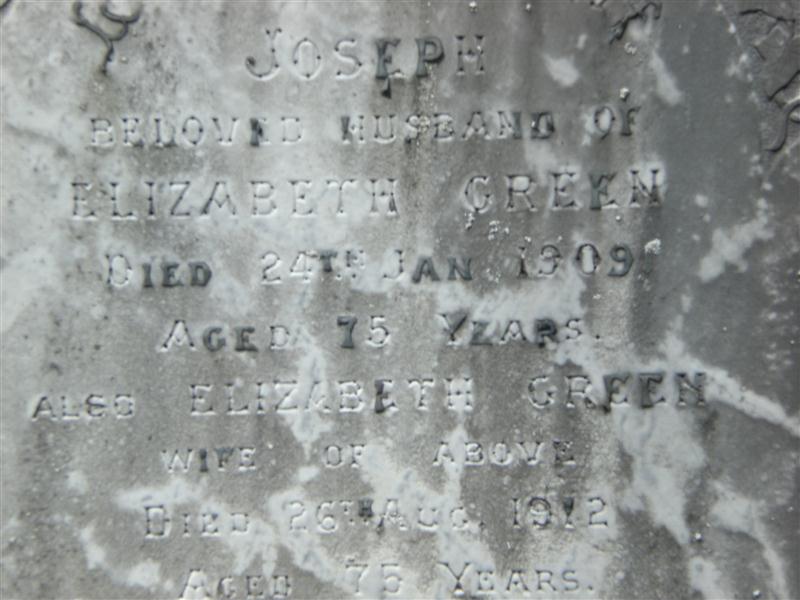 JOSEPH
BELOVED HUSBAND OF
ELIZABETH GREEN
DIED 24TH JAN 1909
AGED 75 YEARS.
ALSO ELIZABETH GREEN
WIFE OF ABOVE
DIED 26TH AUG. 1912
AGED 75 YEARS.